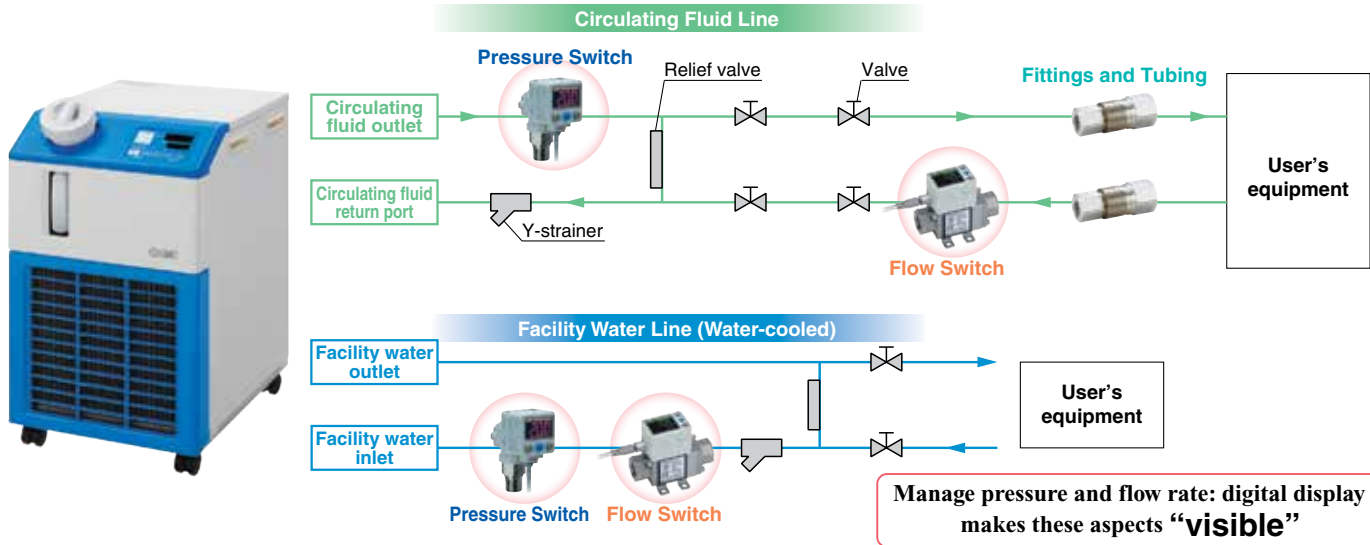 Circulating Fluid Line
Pressure Switch
Relief valve
Valve
Fittings and Tubing
Circulating
fluid outlet
User's
equipment
Circulating fluid
return port
Y-strainer
Flow Switch
Facility Water Line (Water-cooled)
Facility water
outlet
User's
equipment
Facility water
inlet
Pressure Switch
Flow Switch
Manage pressure and flow rate: digital display
makes these aspects “visible”